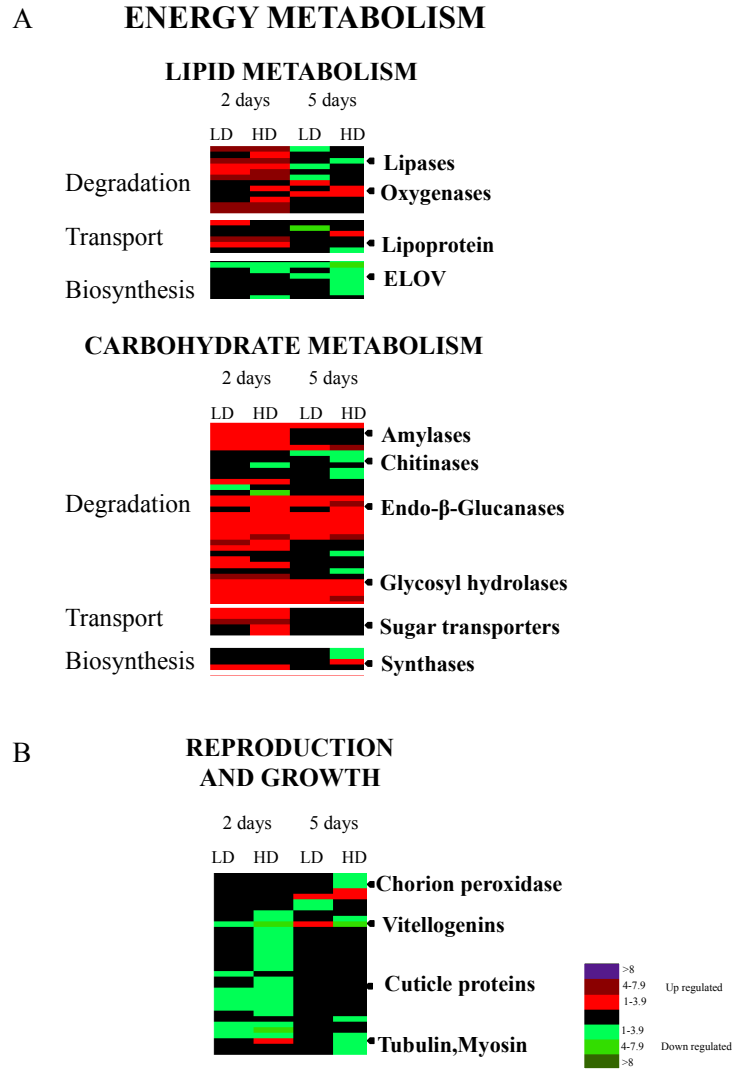 A
ENERGY METABOLISM
LIPID METABOLISM
2 days 5 days
LD HD LD HD
Lipases
Degradation
Oxygenases
Transport
Lipoprotein
ELOV
Biosynthesis
CARBOHYDRATE METABOLISM
2 days 5 days
LD HD LD HD
Amylases
Chitinases
Degradation
Endo-β-Glucanases
Glycosyl hydrolases
Transport
Sugar transporters
Biosynthesis
Synthases
B
REPRODUCTION
AND GROWTH
2 days 5 days
LD HD LD HD
Chorion peroxidase
Vitellogenins
Cuticle proteins
Tubulin,Myosin
>8
4-7.9 Up regulated
1-3.9
1-3.9
4-7.9 Down regulated
>8